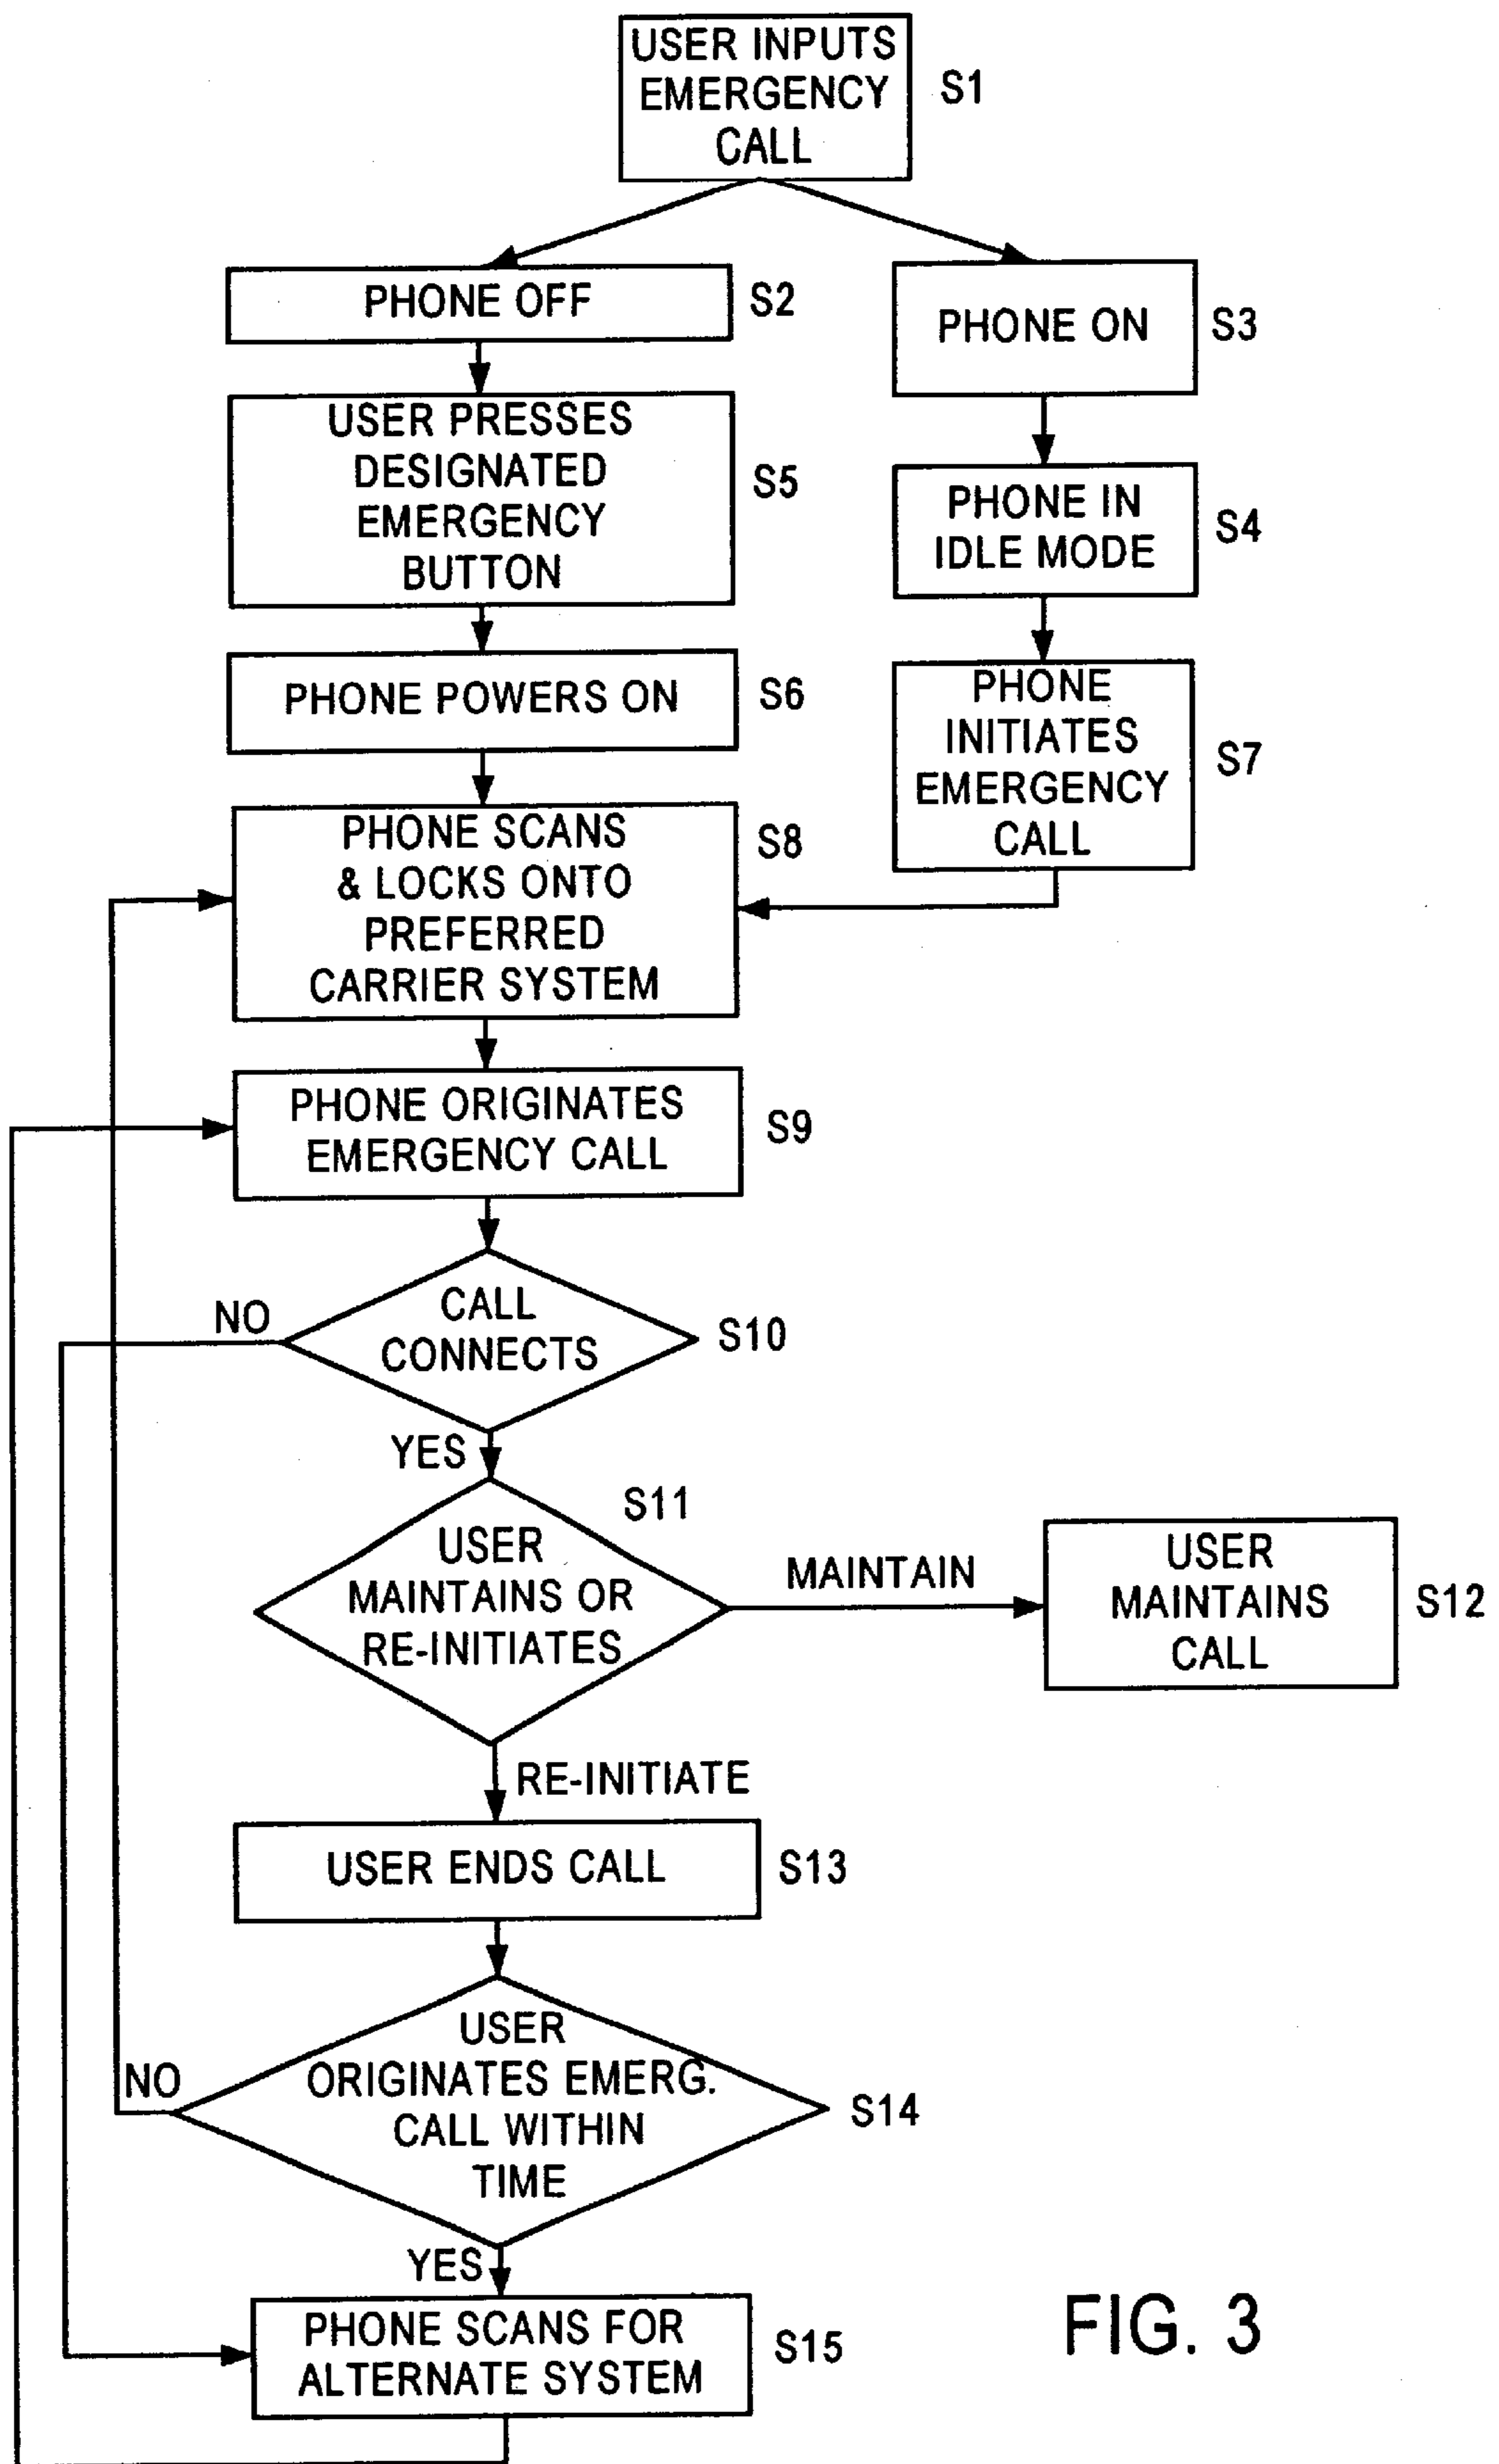 USER INPUTS
EMERGENCY
CALL
S1
PHONE OFF
S2
PHONE ON
S3
USER PRESSES
DESIGNATED
EMERGENCY
BUTTON
S5
PHONE IN
IDLE MODE
S4
PHONE POWERS ON
S6
PHONE
INITIATES
EMERGENCY
CALL
S7
PHONE SCANS
& LOCKS ONTO
PREFERRED
CARRIER SYSTEM
S8
PHONE ORIGINATES
EMERGENCY CALL
S9
CALL
CONNECTS
S10
NO
YES
USER
MAINTAINS OR
RE-INITIATES
S11
MAINTAIN
USER
MAINTAINS
CALL
S12
RE-INITIATE
USER ENDS CALL
S13
USER
ORIGINATES EMERG.
CALL WITHIN
TIME
S14
NO
YES
PHONE SCANS FOR
ALTERNATE SYSTEM
S15
FIG. 3